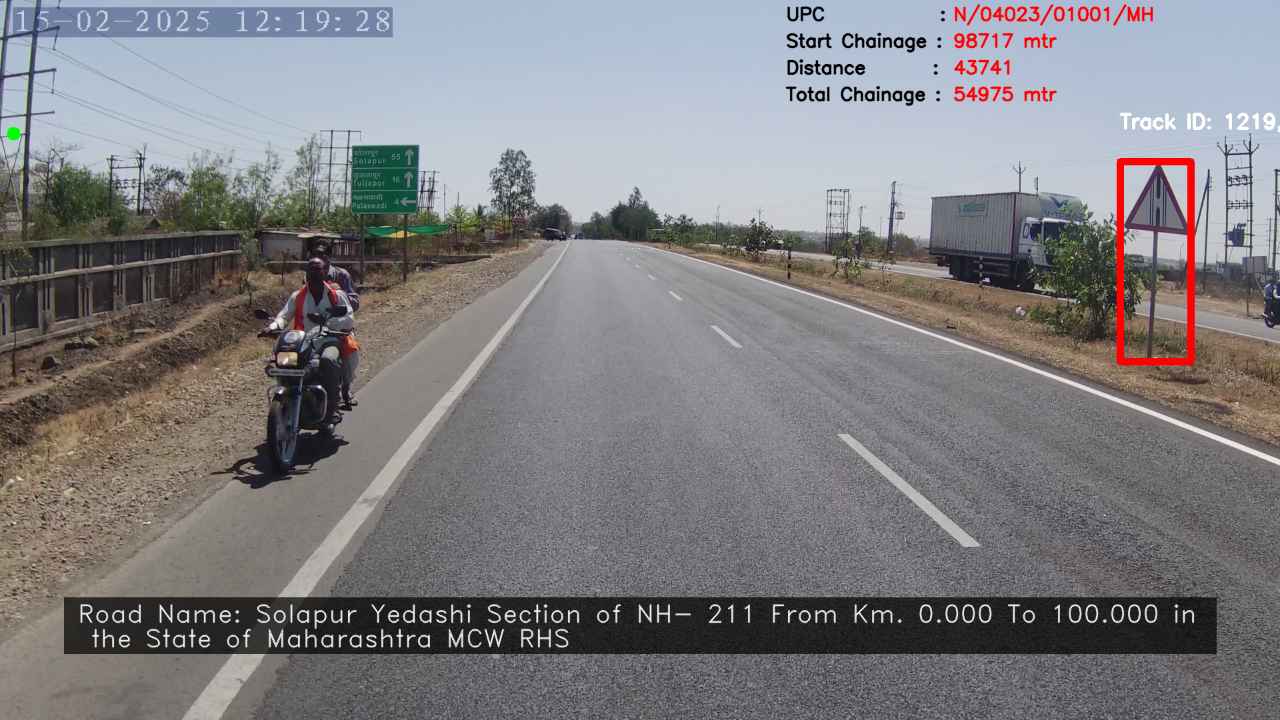 15-02-2025 12:19:28
UPC : N/04023/01001/MH
Start Chainage : 98717 mtr
Distance : 43741
Total Chainage : 54975 mtr
Track ID: 1219,
Solapur 55
Tuljapur 16
4
Road Name: Solapur Yedashi Section of NH- 211 From Km. 0.000 To 100.000 in
the State of Maharashtra MCW RHS